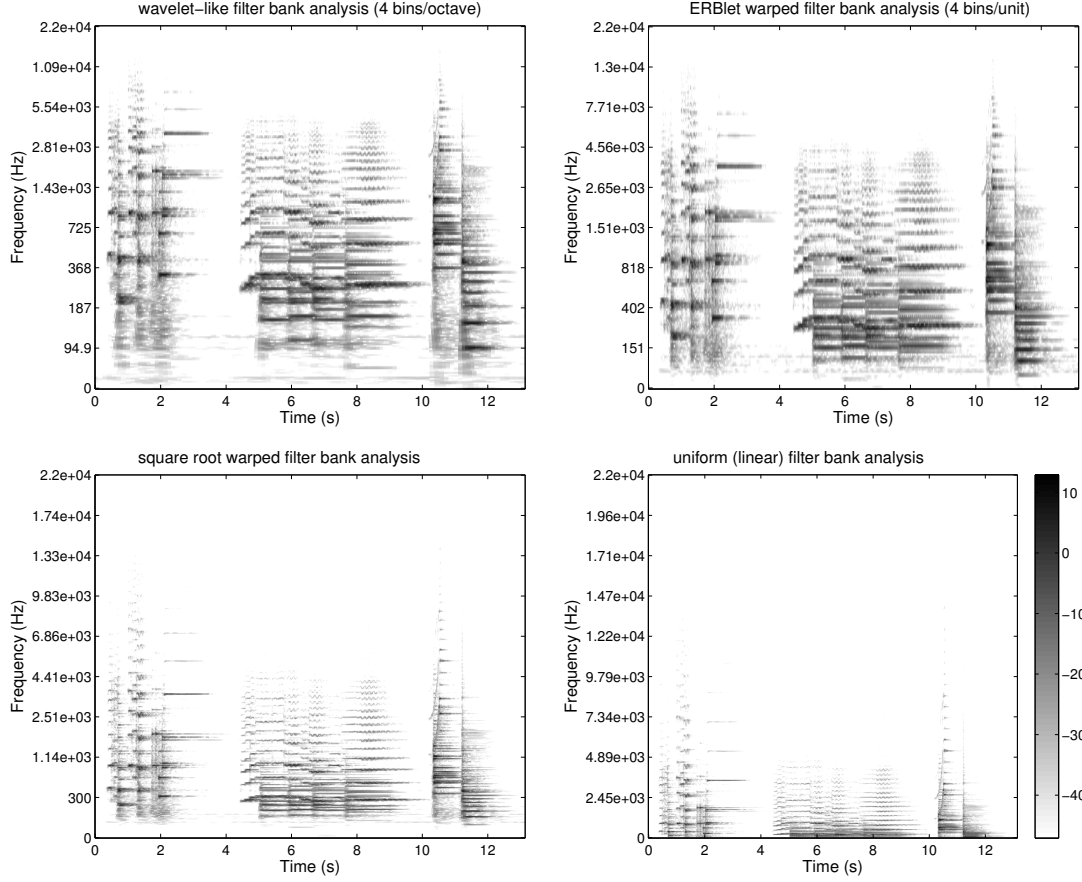 wavelet−like filter bank analysis (4 bins/octave)
Frequency (Hz)
2.2e+04
1.09e+04
5.54e+03
2.81e+03
1.43e+03
725
368
187
94.9
0
0 2 4 6 8 10 12
Time (s)
ERBlet warped filter bank analysis (4 bins/unit)
Frequency (Hz)
2.2e+04
1.3e+04
7.71e+03
4.56e+03
2.65e+03
1.51e+03
818
402
151
0
0 2 4 6 8 10 12
Time (s)
square root warped filter bank analysis
Frequency (Hz)
2.2e+04
1.74e+04
1.33e+04
9.83e+03
6.86e+03
4.41e+03
2.51e+03
1.14e+03
300
0
0 2 4 6 8 10 12
Time (s)
uniform (linear) filter bank analysis
Frequency (Hz)
2.2e+04
1.96e+04
1.71e+04
1.47e+04
1.22e+04
9.79e+03
7.34e+03
4.89e+03
2.45e+03
0
0 2 4 6 8 10 12
Time (s)
10
0
−10
−20
−30
−40